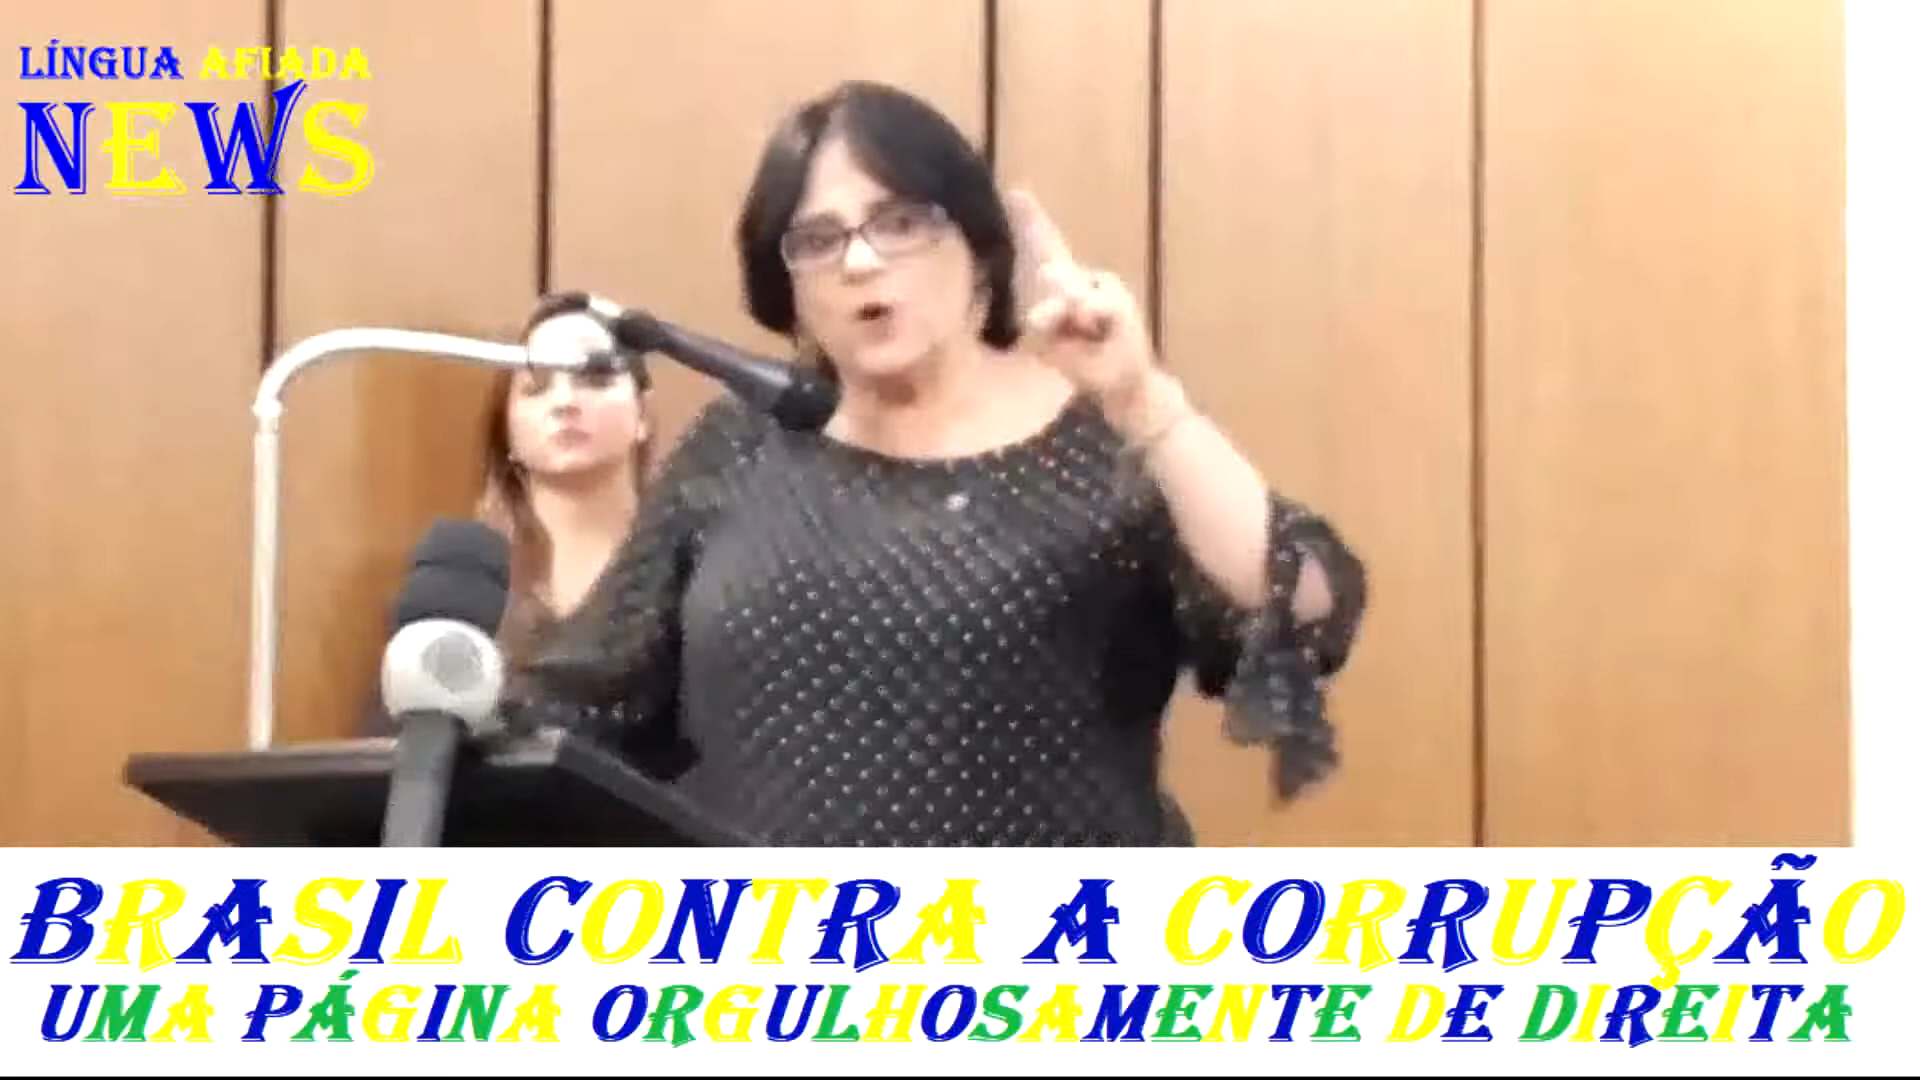 LÍNGUA AFIADA
NEWS
BRASIL CONTRA A CORRUPÇÃO
UMA PÁGINA ORGULHOSAMENTE DE DIREITA